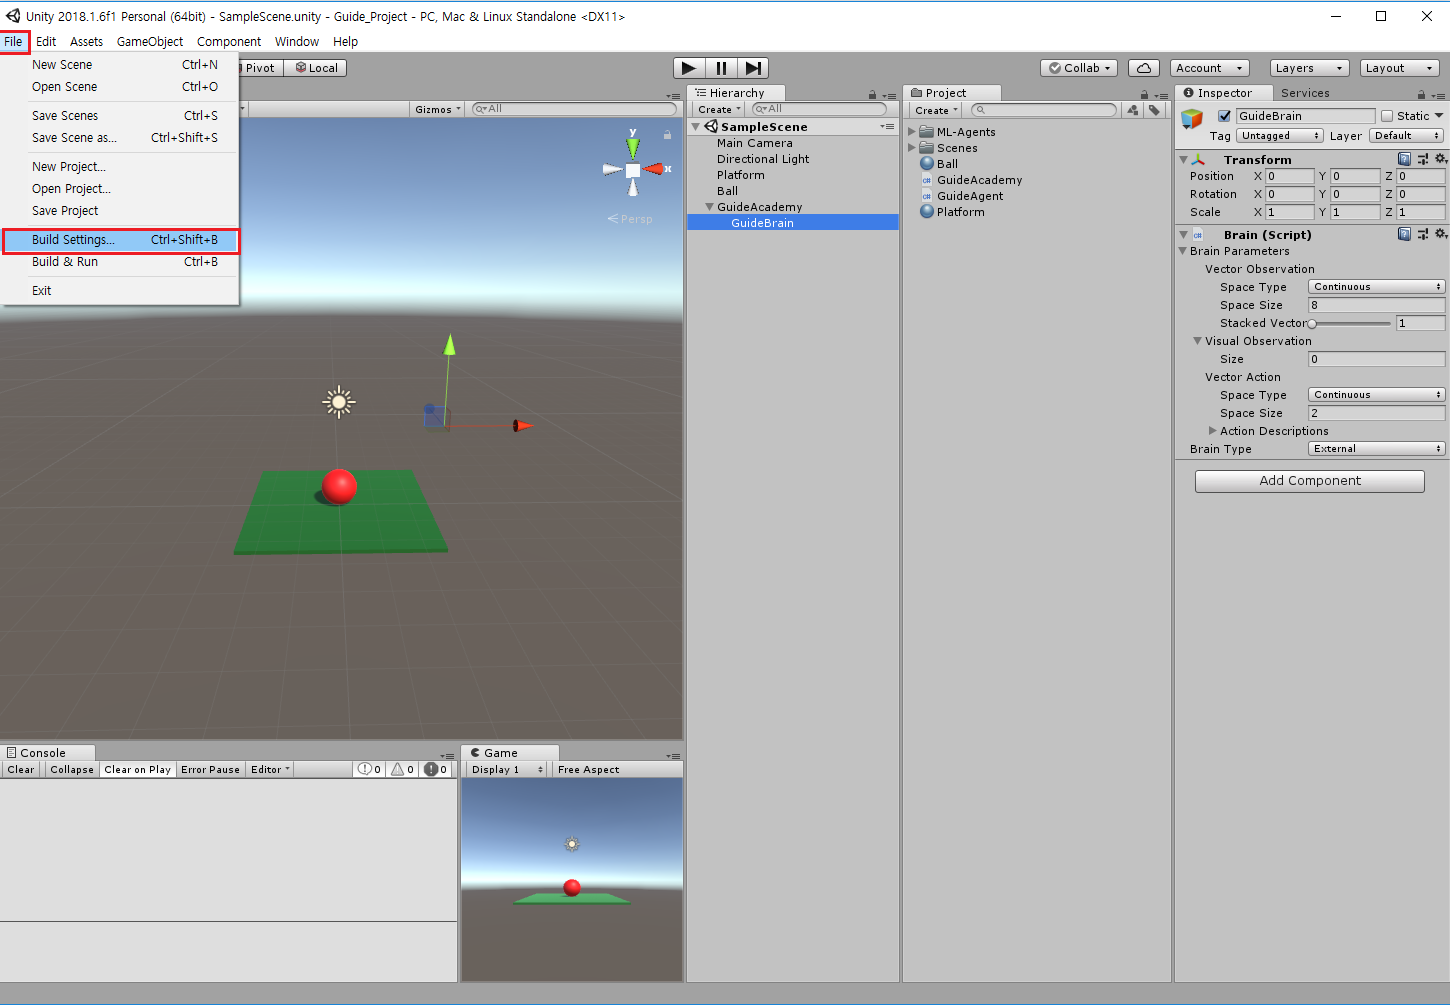 Unity 2018.1.6f1 Personal (64bit) - SampleScene.unity - Guide_Project - PC, Mac & Linux Standalone <DX11>
File Edit Assets GameObject Component Window Help
New Scene Ctrl+N
Open Scene Ctrl+O
Save Scenes Ctrl+S
Save Scene as... Ctrl+Shift+S
New Project...
Open Project...
Save Project
Build Settings... Ctrl+Shift+B
Build & Run Ctrl+B
Exit
Pivot Local
Collab Account Layers Layout
Gizmos All
y
x
Persp
Hierarchy
Create All
SampleScene
Main Camera
Directional Light
Platform
Ball
GuideAcademy
GuideBrain
Project
Create
ML-Agents
Scenes
Ball
GuideAcademy
GuideAgent
Platform
Inspector Services
GuideBrain Static
Tag Untagged Layer Default
Transform
Position X 0 Y 0 Z 0
Rotation X 0 Y 0 Z 0
Scale X 1 Y 1 Z 1
Brain (Script)
Brain Parameters
Vector Observation
Space Type Continuous
Space Size 8
Stacked Vector 1
Visual Observation
Size 0
Vector Action
Space Type Continuous
Space Size 2
Action Descriptions
Brain Type External
Add Component
Console
Clear Collapse Clear on Play Error Pause Editor 0 0 0
Game
Display 1 Free Aspect